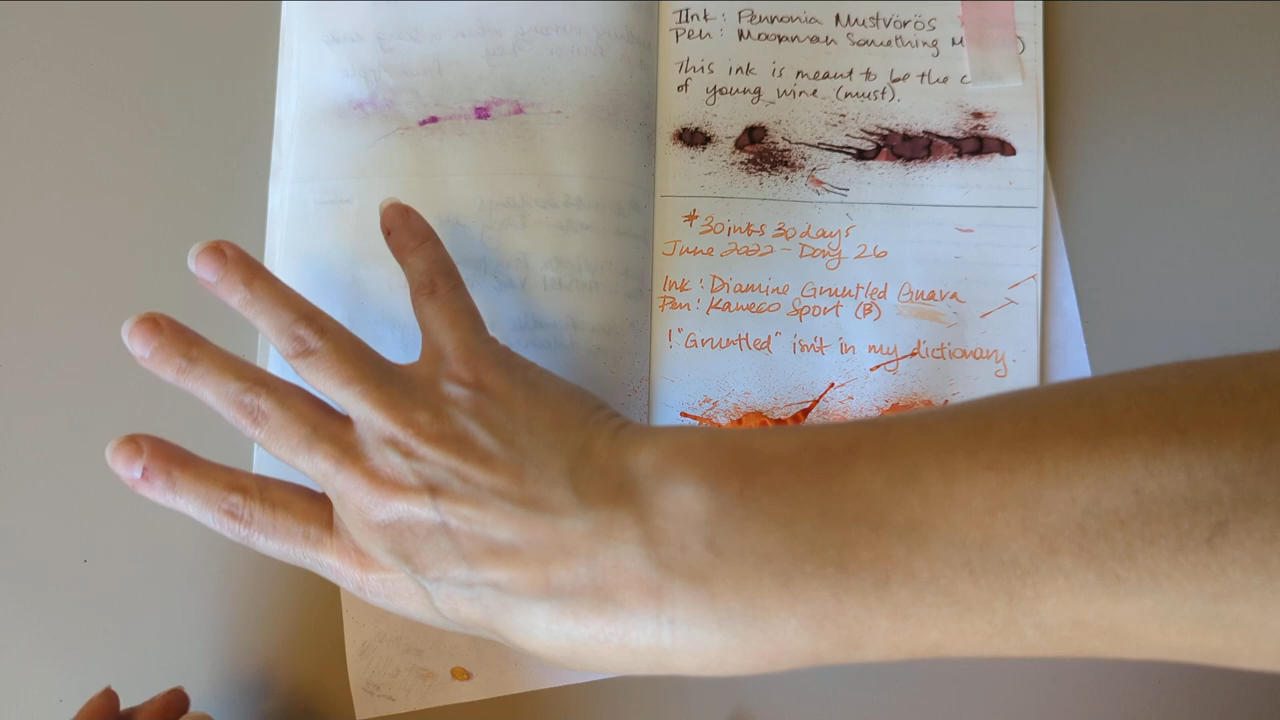 Ink: Pennonia Mustvörös
Pen: Moonman Something M )
This ink is meant to be the c
of young wine (must).
*30inks30days
June 2022 - Day 26
Ink: Diamine Gruntled Guava
Pen: Kaweco Sport (B)
! "Gruntled" isn't in my dictionary.